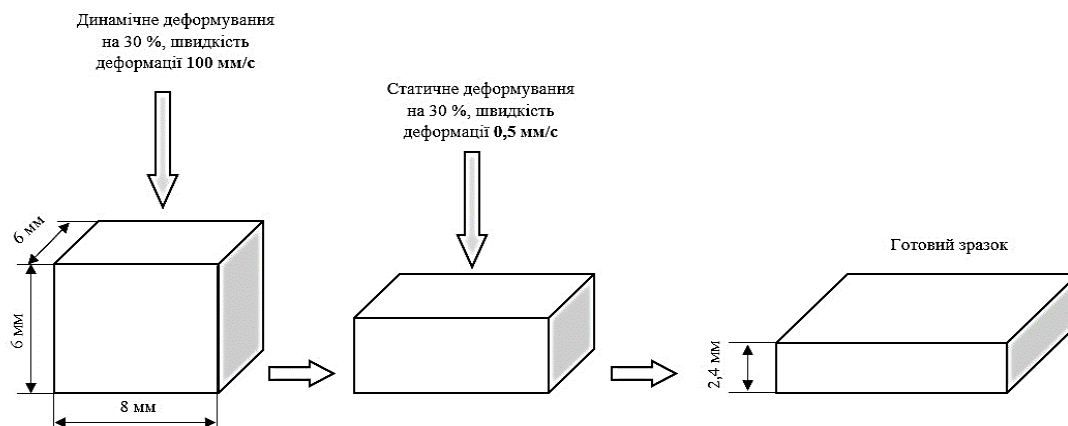 Динамічне деформування
на 30 %, швидкість
деформації 100 мм/с
Статичне деформування
на 30 %, швидкість
деформації 0,5 мм/с
Готовий зразок
6 мм
6 мм
8 мм
2,4 мм